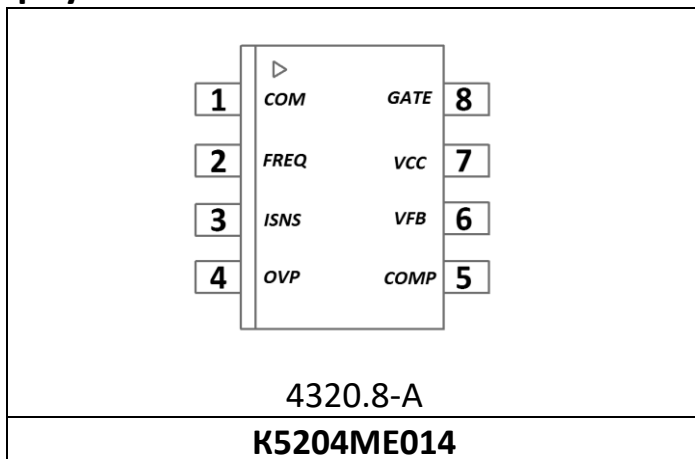 1 COM GATE 8
2 FREQ VCC 7
3 ISNS VFB 6
4 OVP COMP 5
4320.8-А
К5204МЕ014